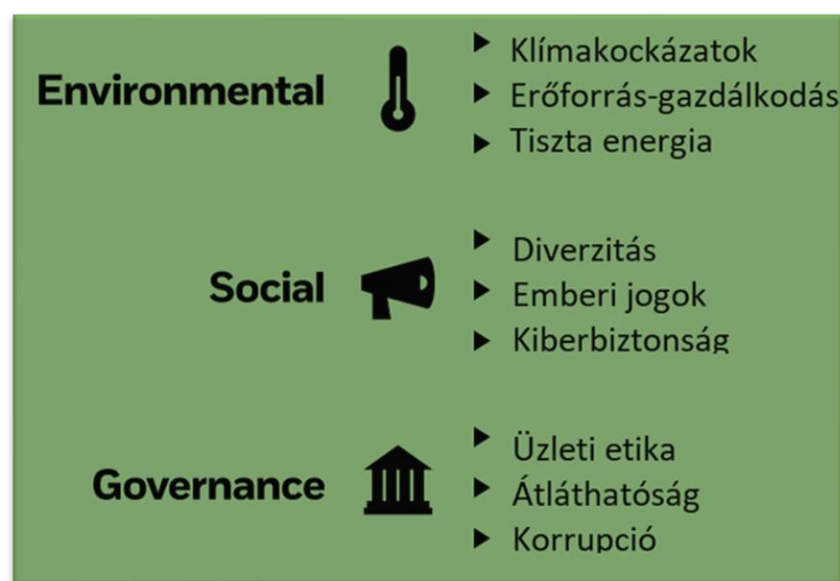 Environmental
Klímakockázatok
Erőforrás-gazdálkodás
Tiszta energia
Social
Diverzitás
Emberi jogok
Kiberbiztonság
Governance
Üzleti etika
Átláthatóság
Korrupció